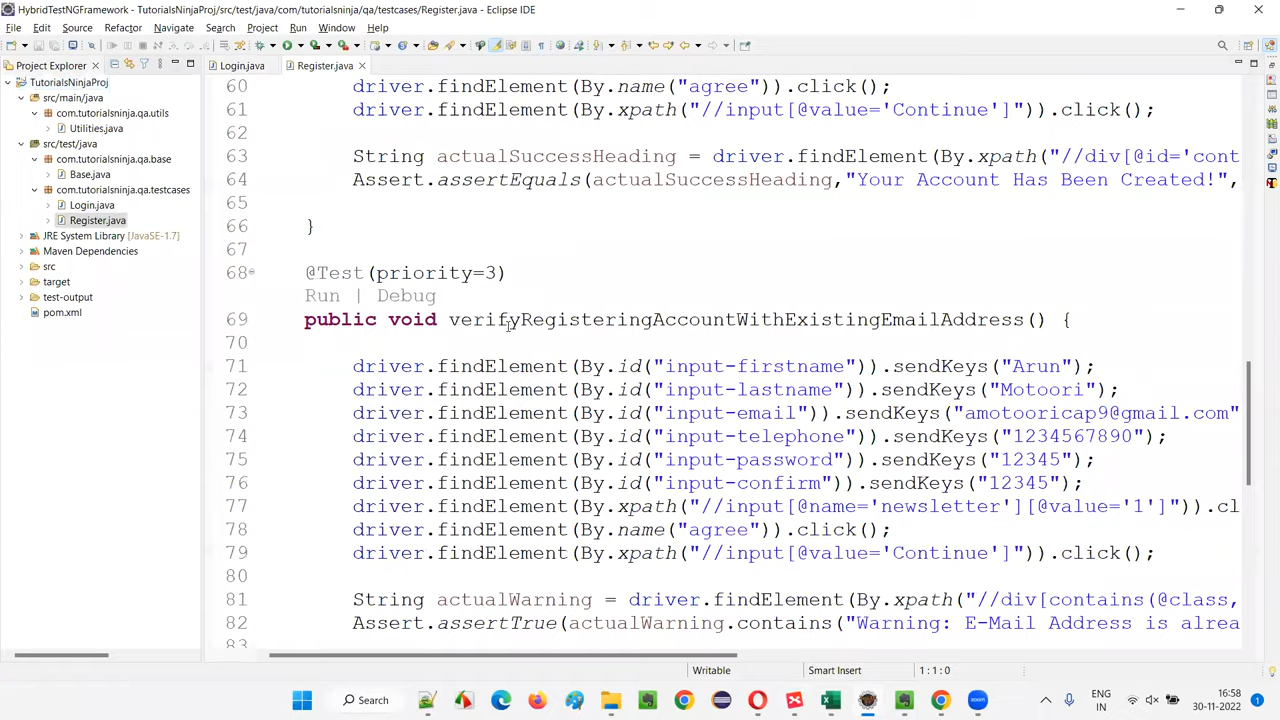 HybridTestNGFramework - TutorialsNinjaProj/src/test/java/com/tutorialsninja/qa/testcases/Register.java - Eclipse IDE
File Edit Source Refactor Navigate Search Project Run Window Help
Project Explorer
Login.java
Register.java
TutorialsNinjaProj
src/main/java
com.tutorialsninja.qa.utils
Utilities.java
src/test/java
com.tutorialsninja.qa.base
Base.java
com.tutorialsninja.qa.testcases
Login.java
Register.java
JRE System Library [JavaSE-1.7]
Maven Dependencies
src
target
test-output
pom.xml
60 driver.findElement(By.name("agree")).click();
61 driver.findElement(By.xpath("//input[@value='Continue']")).click();
62
63 String actualSuccessHeading = driver.findElement(By.xpath("//div[@id='cont
64 Assert.assertEquals(actualSuccessHeading,"Your Account Has Been Created!",
65
66 }
67
68 @Test(priority=3)
Run | Debug
69 public void verifyRegisteringAccountWithExistingEmailAddress() {
70
71 driver.findElement(By.id("input-firstname")).sendKeys("Arun");
72 driver.findElement(By.id("input-lastname")).sendKeys("Motoori");
73 driver.findElement(By.id("input-email")).sendKeys("amotooricap9@gmail.com"
74 driver.findElement(By.id("input-telephone")).sendKeys("1234567890");
75 driver.findElement(By.id("input-password")).sendKeys("12345");
76 driver.findElement(By.id("input-confirm")).sendKeys("12345");
77 driver.findElement(By.xpath("//input[@name='newsletter'][@value='1']")).cl
78 driver.findElement(By.name("agree")).click();
79 driver.findElement(By.xpath("//input[@value='Continue']")).click();
80
81 String actualWarning = driver.findElement(By.xpath("//div[contains(@class,
82 Assert.assertTrue(actualWarning.contains("Warning: E-Mail Address is alrea
83
Writable
Smart Insert
1 : 1 : 0
Search
ENG
IN
16:58
30-11-2022